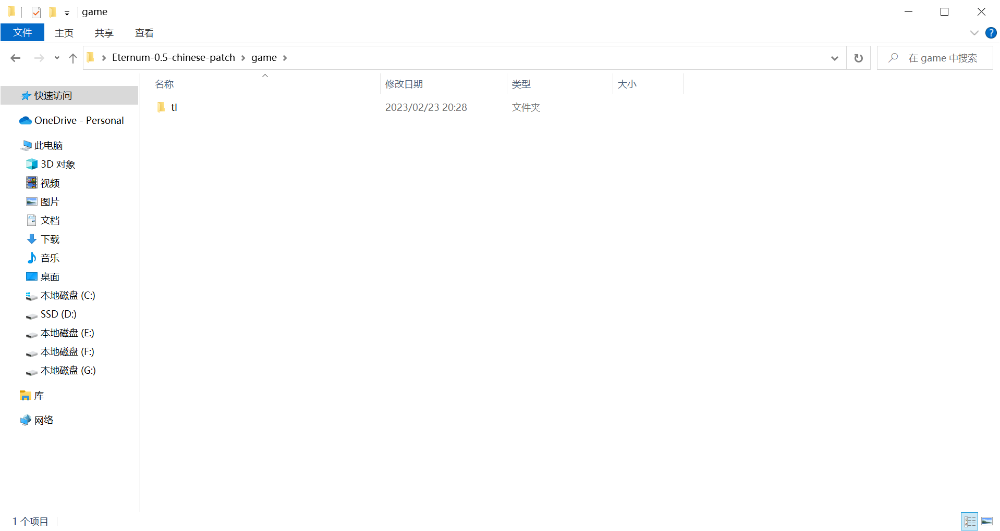 game
文件 主页 共享 查看
?
Eternum-0.5-chinese-patch game 在 game 中搜索
名称 修改日期 类型 大小
快速访问
tl 2023/02/23 20:28 文件夹
OneDrive - Personal
此电脑
3D 对象
视频
图片
文档
下载
音乐
桌面
本地磁盘 (C:)
SSD (D:)
本地磁盘 (E:)
本地磁盘 (F:)
本地磁盘 (G:)
库
网络
1 个项目